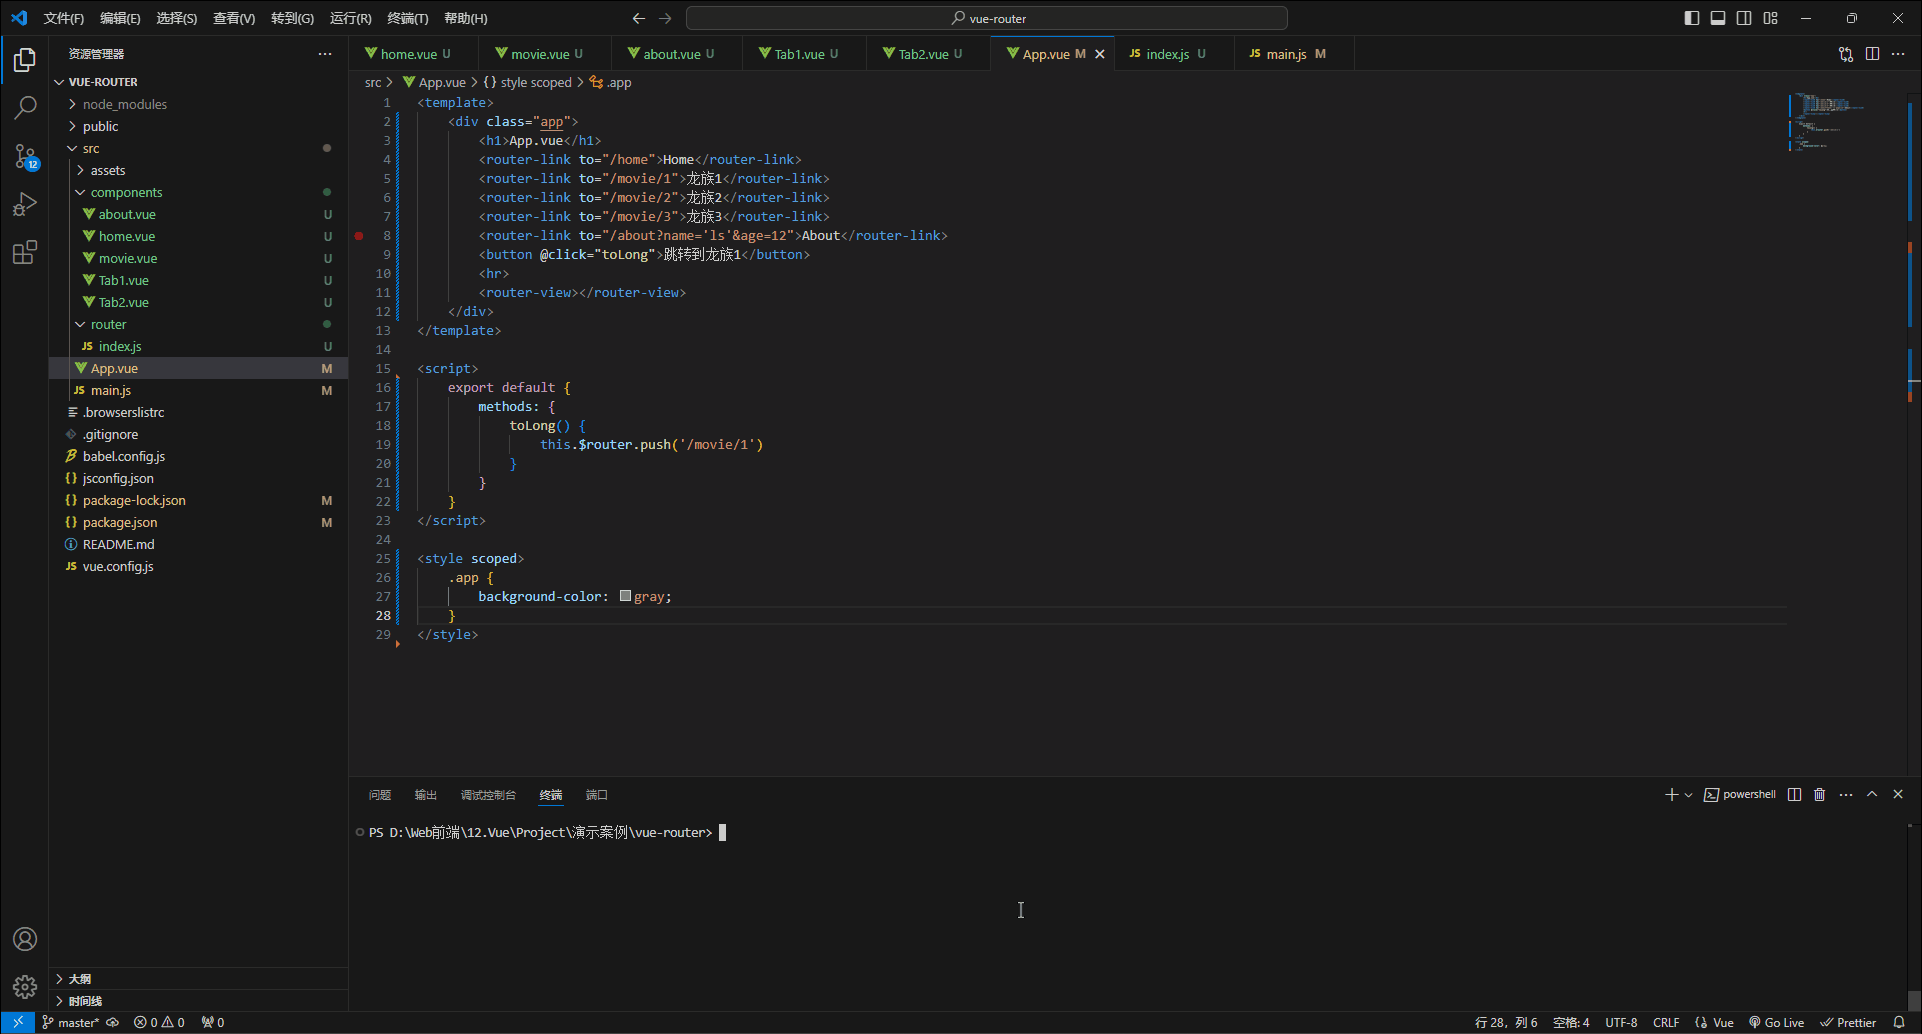 文件(F) 编辑(E) 选择(S) 查看(V) 转到(G) 运行(R) 终端(T) 帮助(H) vue-router
资源管理器
VUE-ROUTER
node_modules
public
src
assets
components
about.vue U
home.vue U
movie.vue U
Tab1.vue U
Tab2.vue U
router
index.js U
App.vue M
main.js M
.browserslistrc
.gitignore
babel.config.js
jsconfig.json
package-lock.json M
package.json M
README.md
vue.config.js
大纲
时间线
12
home.vue U movie.vue U about.vue U Tab1.vue U Tab2.vue U App.vue M index.js U main.js M
src > App.vue > {} style scoped > .app
1 <template>
2 <div class="app">
3 <h1>App.vue</h1>
4 <router-link to="/home">Home</router-link>
5 <router-link to="/movie/1">龙族1</router-link>
6 <router-link to="/movie/2">龙族2</router-link>
7 <router-link to="/movie/3">龙族3</router-link>
8 <router-link to="/about?name='ls'&age=12">About</router-link>
9 <button @click="toLong">跳转到龙族1</button>
10 <hr>
11 <router-view></router-view>
12 </div>
13 </template>
14
15 <script>
16 export default {
17 methods: {
18 toLong() {
19 this.$router.push('/movie/1')
20 }
21 }
22 }
23 </script>
24
25 <style scoped>
26 .app {
27 background-color: gray;
28 }
29 </style>
问题 输出 调试控制台 终端 端口 powershell
PS D:\Web前端\12.Vue\Project\演示案例\vue-router>
master* 0 0 0 行 28，列 6 空格: 4 UTF-8 CRLF Vue Go Live Prettier